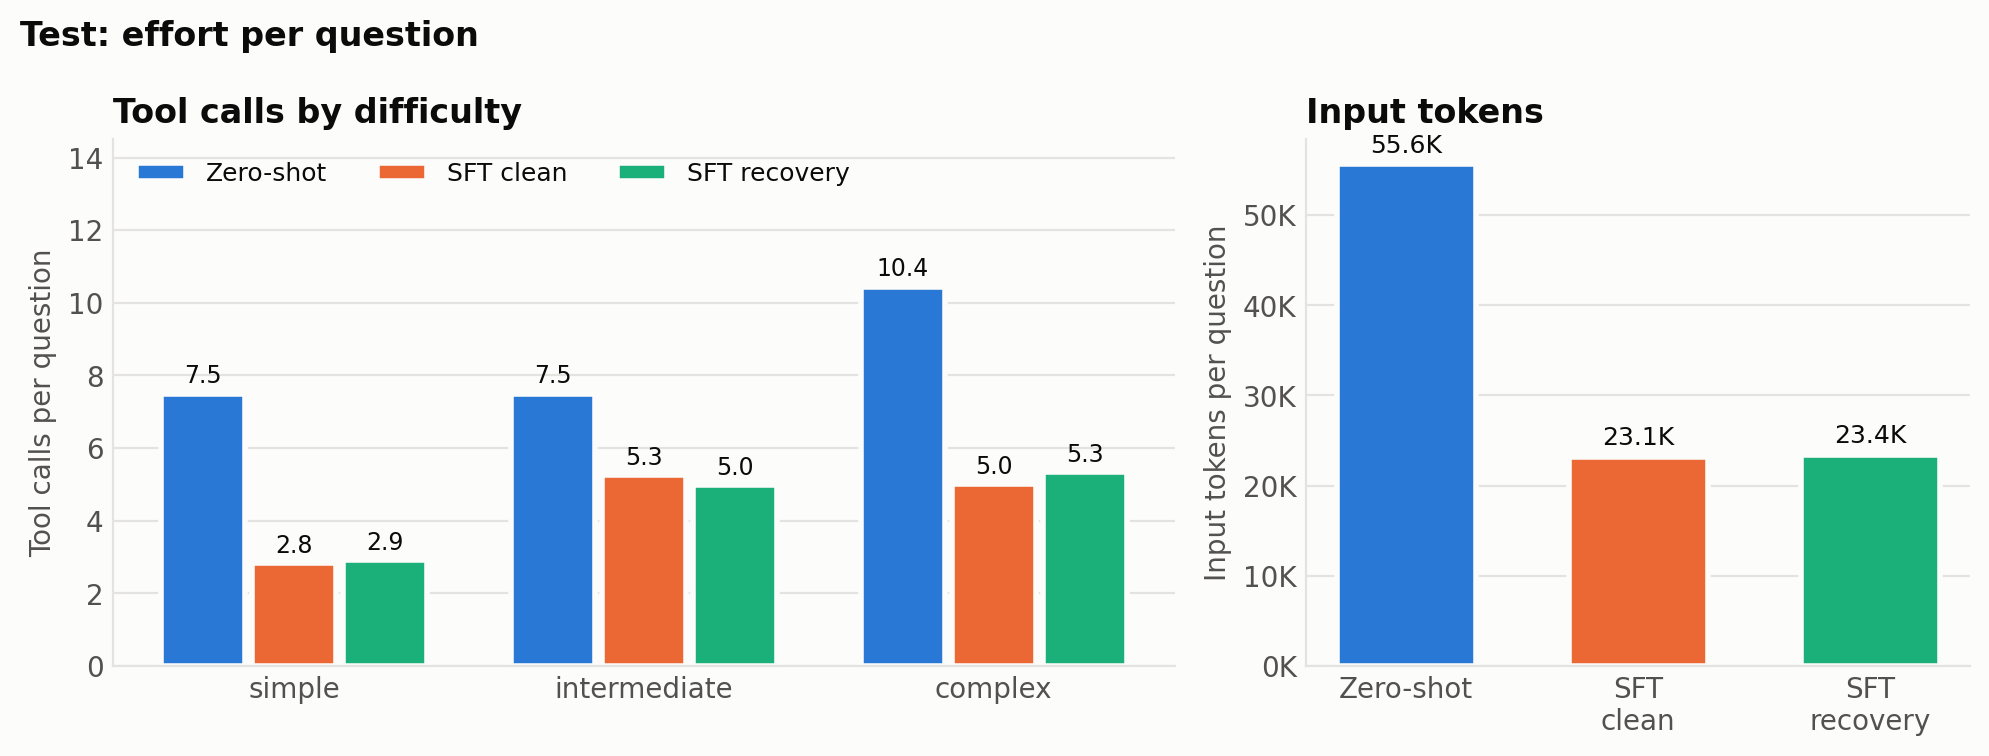 Test: effort per question
Tool calls by difficulty
Tool calls per question
14
12
10
8
6
4
2
0
Zero-shot SFT clean SFT recovery
7.5 2.8 2.9
7.5 5.3 5.0
10.4 5.0 5.3
simple intermediate complex
Input tokens
Input tokens per question
50K
40K
30K
20K
10K
0K
55.6K 23.1K 23.4K
Zero-shot SFT SFT
clean recovery